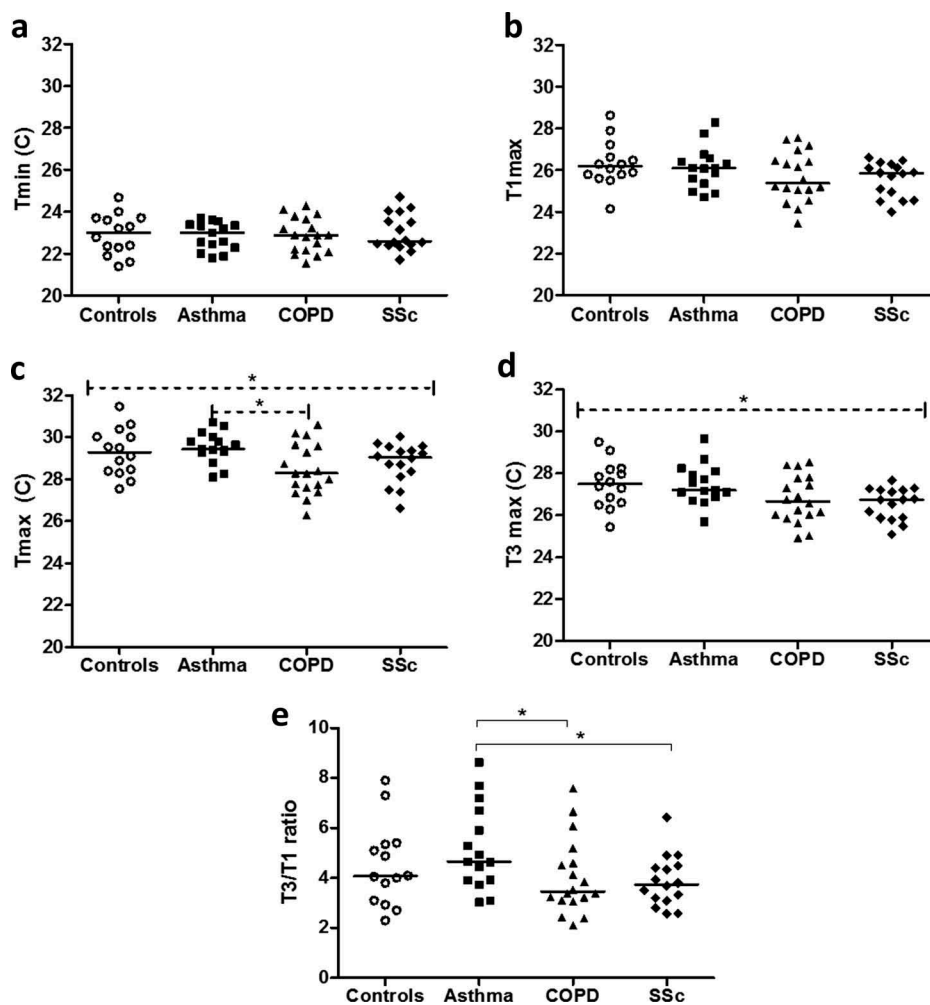 a
32
30
28
26
24
22
20
Tmin (C)
Controls Asthma COPD SSc
b
32
30
28
26
24
22
20
T1max
Controls Asthma COPD SSc
c
32
30
28
26
24
22
20
Tmax (C)
*
*
Controls Asthma COPD SSc
d
32
30
28
26
24
22
20
T3 max (C)
*
Controls Asthma COPD SSc
e
10
8
6
4
2
0
T3/T1 ratio
*
*
Controls Asthma COPD SSc